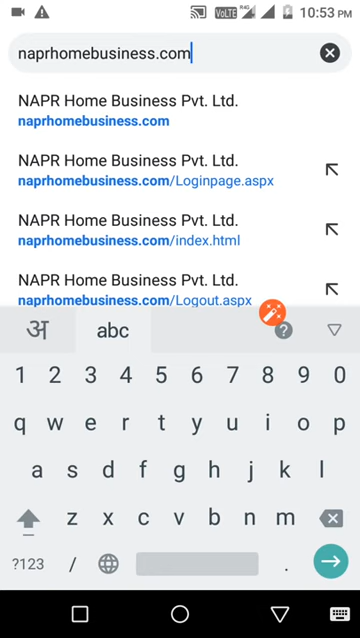 VoLTE R4G 10:53 PM
naprhomebusiness.com
NAPR Home Business Pvt. Ltd.
naprhomebusiness.com
NAPR Home Business Pvt. Ltd.
naprhomebusiness.com/Loginpage.aspx
NAPR Home Business Pvt. Ltd.
naprhomebusiness.com/index.html
NAPR Home Business Pvt. Ltd.
naprhomebusiness.com/Logout.aspx
अ abc ?
1 2 3 4 5 6 7 8 9 0
q w e r t y u i o p
a s d f g h j k l
z x c v b n m
?123 / .